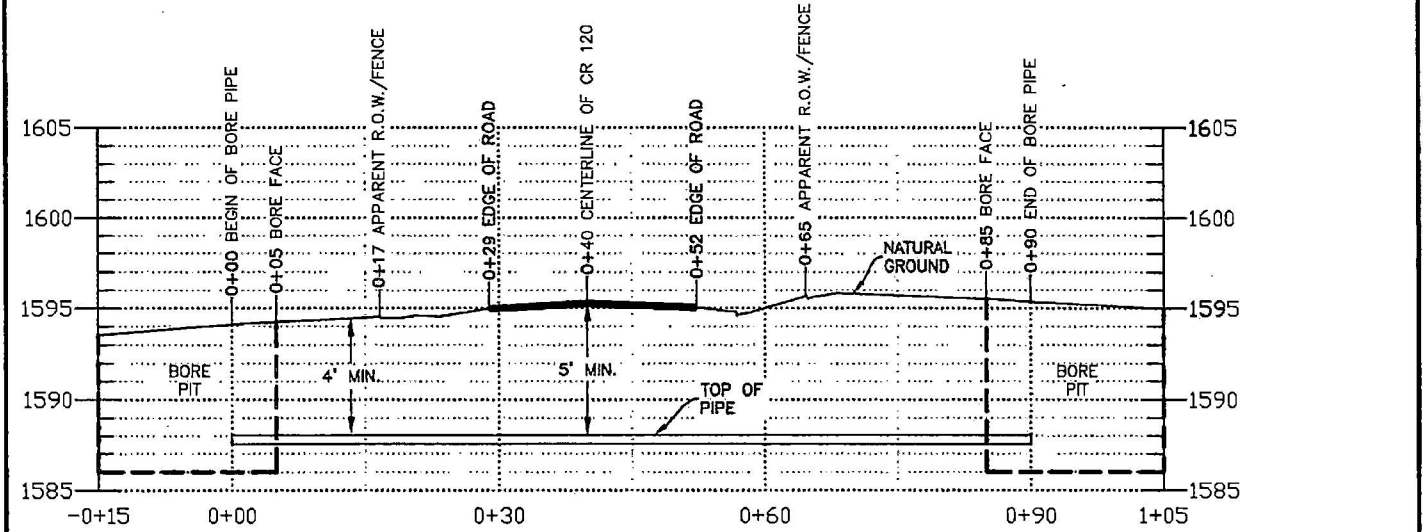 0+00 BEGIN OF BORE PIPE
0+05 BORE FACE
0+17 APPARENT R.O.W./FENCE
0+29 EDGE OF ROAD
0+40 CENTERLINE OF CR 120
0+52 EDGE OF ROAD
0+65 APPARENT R.O.W./FENCE
0+85 BORE FACE
0+90 END OF BORE PIPE
1605
1605
1600
1600
NATURAL
GROUND
1595
1595
BORE
PIT
4' MIN.
5' MIN.
TOP OF
PIPE
BORE
PIT
1590
1590
1585
1585
-0+15
0+00
0+30
0+60
0+90
1+05